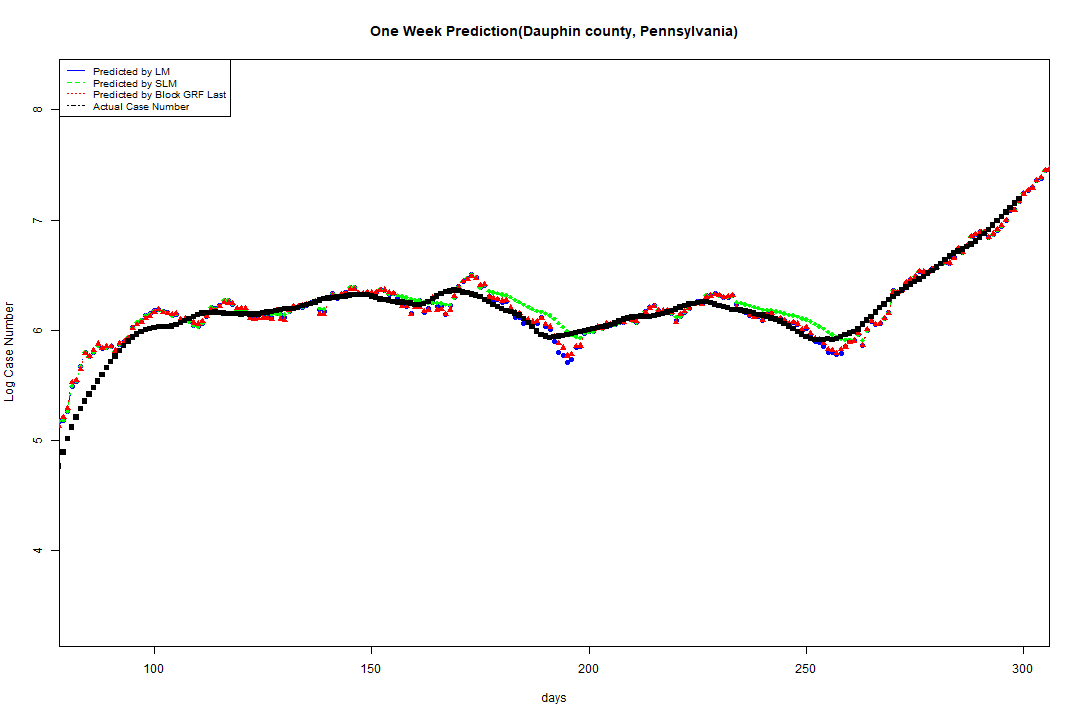 One Week Prediction(Dauphin county, Pennsylvania)
Predicted by LM
Predicted by SLM
Predicted by Block GRF Last
Actual Case Number
8
7
6
5
4
Log Case Number
100 150 200 250 300
days